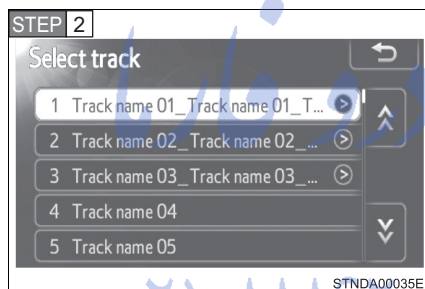 STEP 2
Select track
1 Track name 01_Track name 01_T...
2 Track name 02_Track name 02_...
3 Track name 03_Track name 03_...
4 Track name 04
5 Track name 05
STNDA00035E